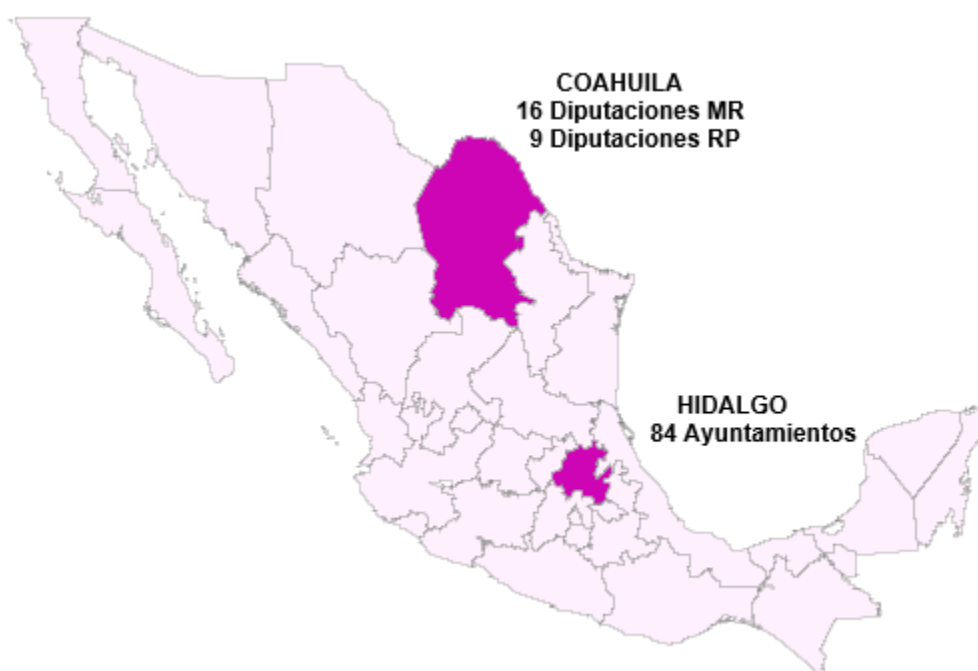 COAHUILA
16 Diputaciones MR
9 Diputaciones RP
HIDALGO
84 Ayuntamientos